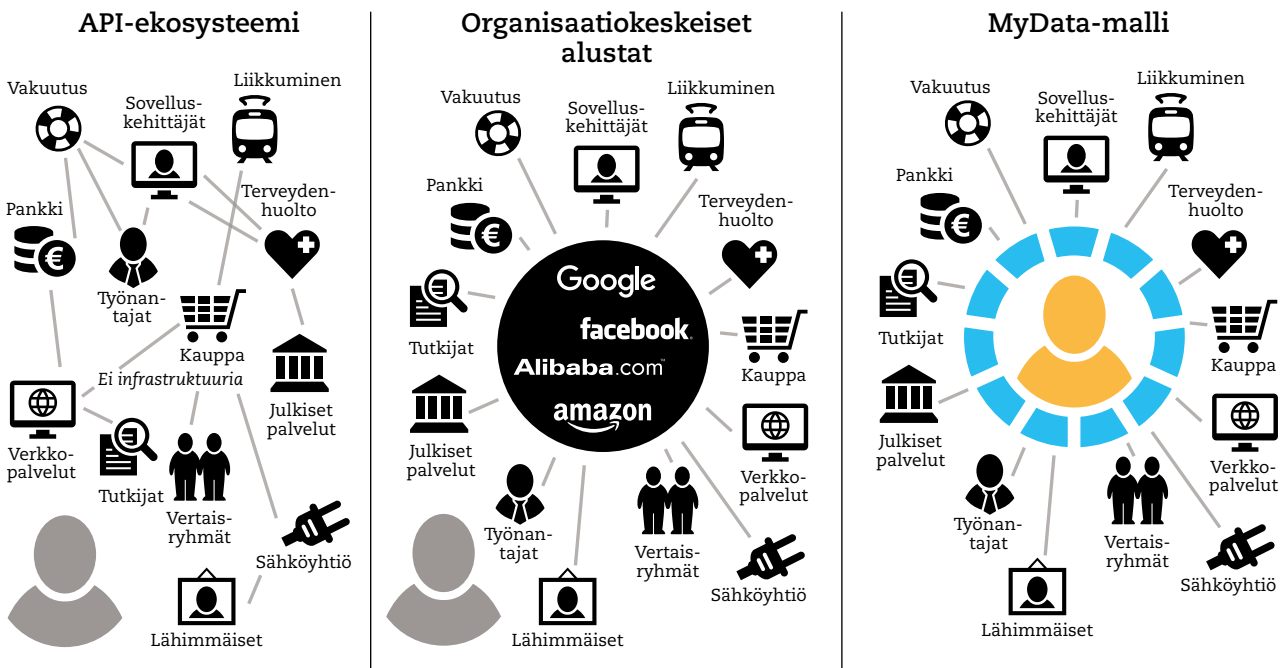 API-ekosysteemi
Vakuutus
Sovellus-
kehittäjät
Liikkuminen
Pankki
Työnan-
tajat
Terveyden-
huolto
Kauppa
Ei infrastruktuuria
Julkiset
palvelut
Verkko-
palvelut
Tutkijat
Vertais-
ryhmät
Sähköyhtiö
Lähimmäiset
Organisaatiokeskeiset
alustat
Vakuutus
Sovellus-
kehittäjät
Liikkuminen
Pankki
Terveyden-
huolto
Google
facebook
Alibaba.com™
amazon
Tutkijat
Kauppa
Julkiset
palvelut
Verkko-
palvelut
Työnan-
tajat
Vertais-
ryhmät
Sähköyhtiö
Lähimmäiset
MyData-malli
Vakuutus
Sovellus-
kehittäjät
Liikkuminen
Pankki
Terveyden-
huolto
Tutkijat
Kauppa
Julkiset
palvelut
Verkko-
palvelut
Työnan-
tajat
Vertais-
ryhmät
Sähköyhtiö
Lähimmäiset